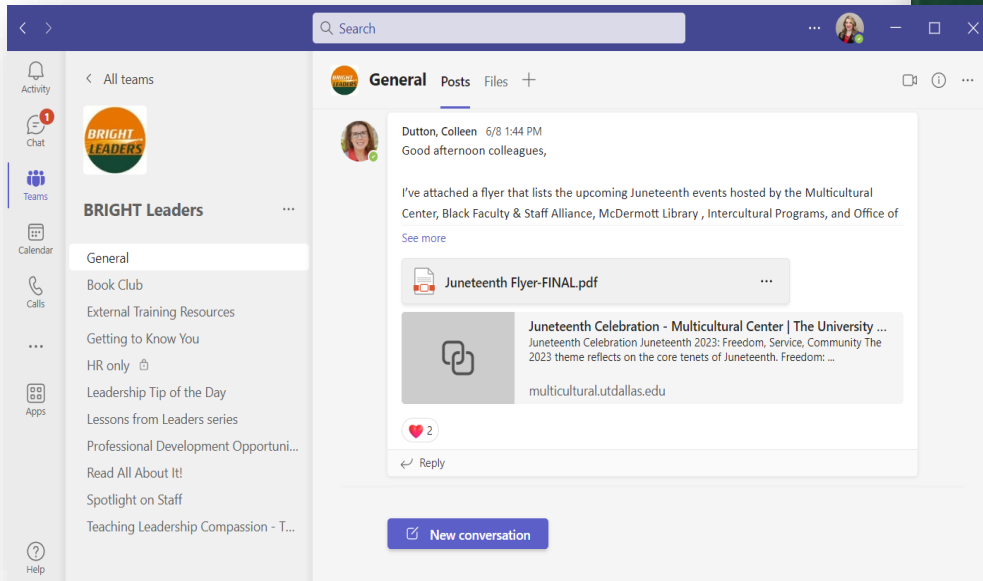 Search
Activity
Chat
1
Teams
Calendar
Calls
Apps
Help
All teams
BRIGHT
LEADERS
BRIGHT Leaders
General
Book Club
External Training Resources
Getting to Know You
HR only
Leadership Tip of the Day
Lessons from Leaders series
Professional Development Opportuni...
Read All About It!
Spotlight on Staff
Teaching Leadership Compassion - T...
BRIGHT
LEADERS
General Posts Files
Dutton, Colleen 6/8 1:44 PM
Good afternoon colleagues,
I've attached a flyer that lists the upcoming Juneteenth events hosted by the Multicultural
Center, Black Faculty & Staff Alliance, McDermott Library , Intercultural Programs, and Office of
See more
Juneteenth Flyer-FINAL.pdf
Juneteenth Celebration - Multicultural Center | The University ...
Juneteenth Celebration Juneteenth 2023: Freedom, Service, Community The
2023 theme reflects on the core tenets of Juneteenth. Freedom: ...
multicultural.utdallas.edu
2
Reply
New conversation